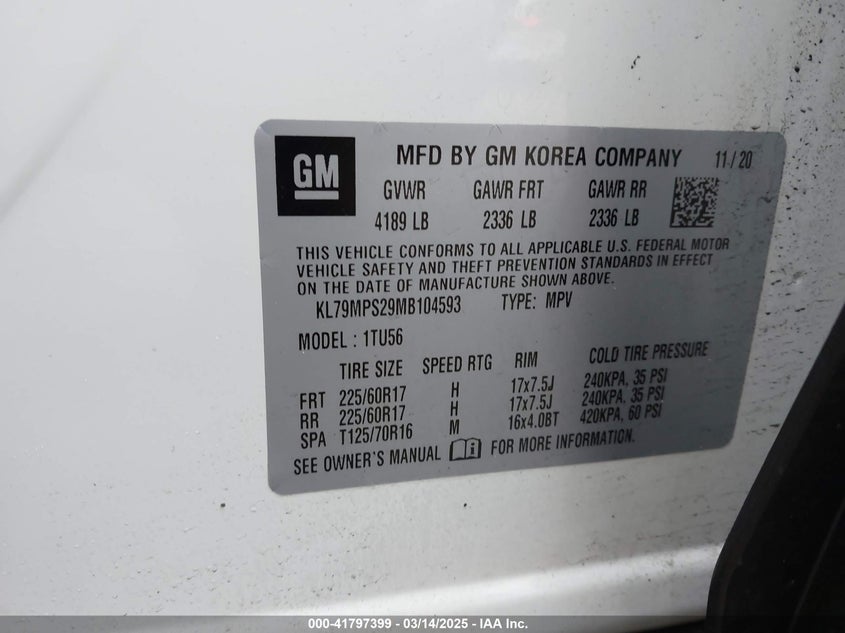 GM MFD BY GM KOREA COMPANY 11/20
GVWR GAWR FRT GAWR RR
4189 LB 2336 LB 2336 LB
THIS VEHICLE CONFORMS TO ALL APPLICABLE U.S. FEDERAL MOTOR
VEHICLE SAFETY AND THEFT PREVENTION STANDARDS IN EFFECT
ON THE DATE OF MANUFACTURE SHOWN ABOVE.
KL79MPS29MB104593 TYPE: MPV
MODEL: 1TU56
TIRE SIZE SPEED RTG RIM COLD TIRE PRESSURE
FRT 225/60R17 H 17x7.5J 240KPA, 35 PSI
RR 225/60R17 H 17x7.5J 240KPA, 35 PSI
SPA T125/70R16 M 16x4.0BT 420KPA, 60 PSI
SEE OWNER'S MANUAL FOR MORE INFORMATION.
000-41797399 - 03/14/2025 - © IAA Inc.